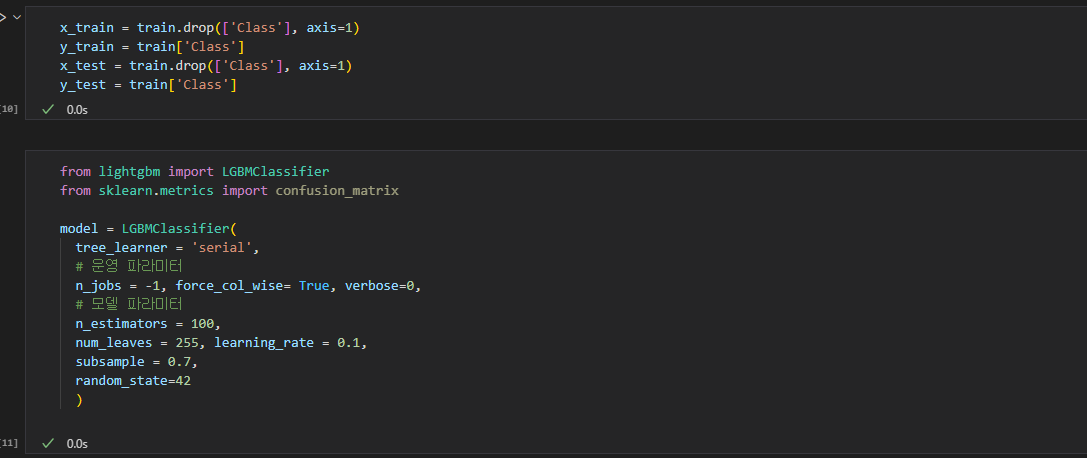 x_train = train.drop(['Class'], axis=1)
y_train = train['Class']
x_test = train.drop(['Class'], axis=1)
y_test = train['Class']
[10]
0.0s
from lightgbm import LGBMClassifier
from sklearn.metrics import confusion_matrix
model = LGBMClassifier(
tree_learner = 'serial',
# 운영 파라미터
n_jobs = -1, force_col_wise= True, verbose=0,
# 모델 파라미터
n_estimators = 100,
num_leaves = 255, learning_rate = 0.1,
subsample = 0.7,
random_state=42
)
[11]
0.0s